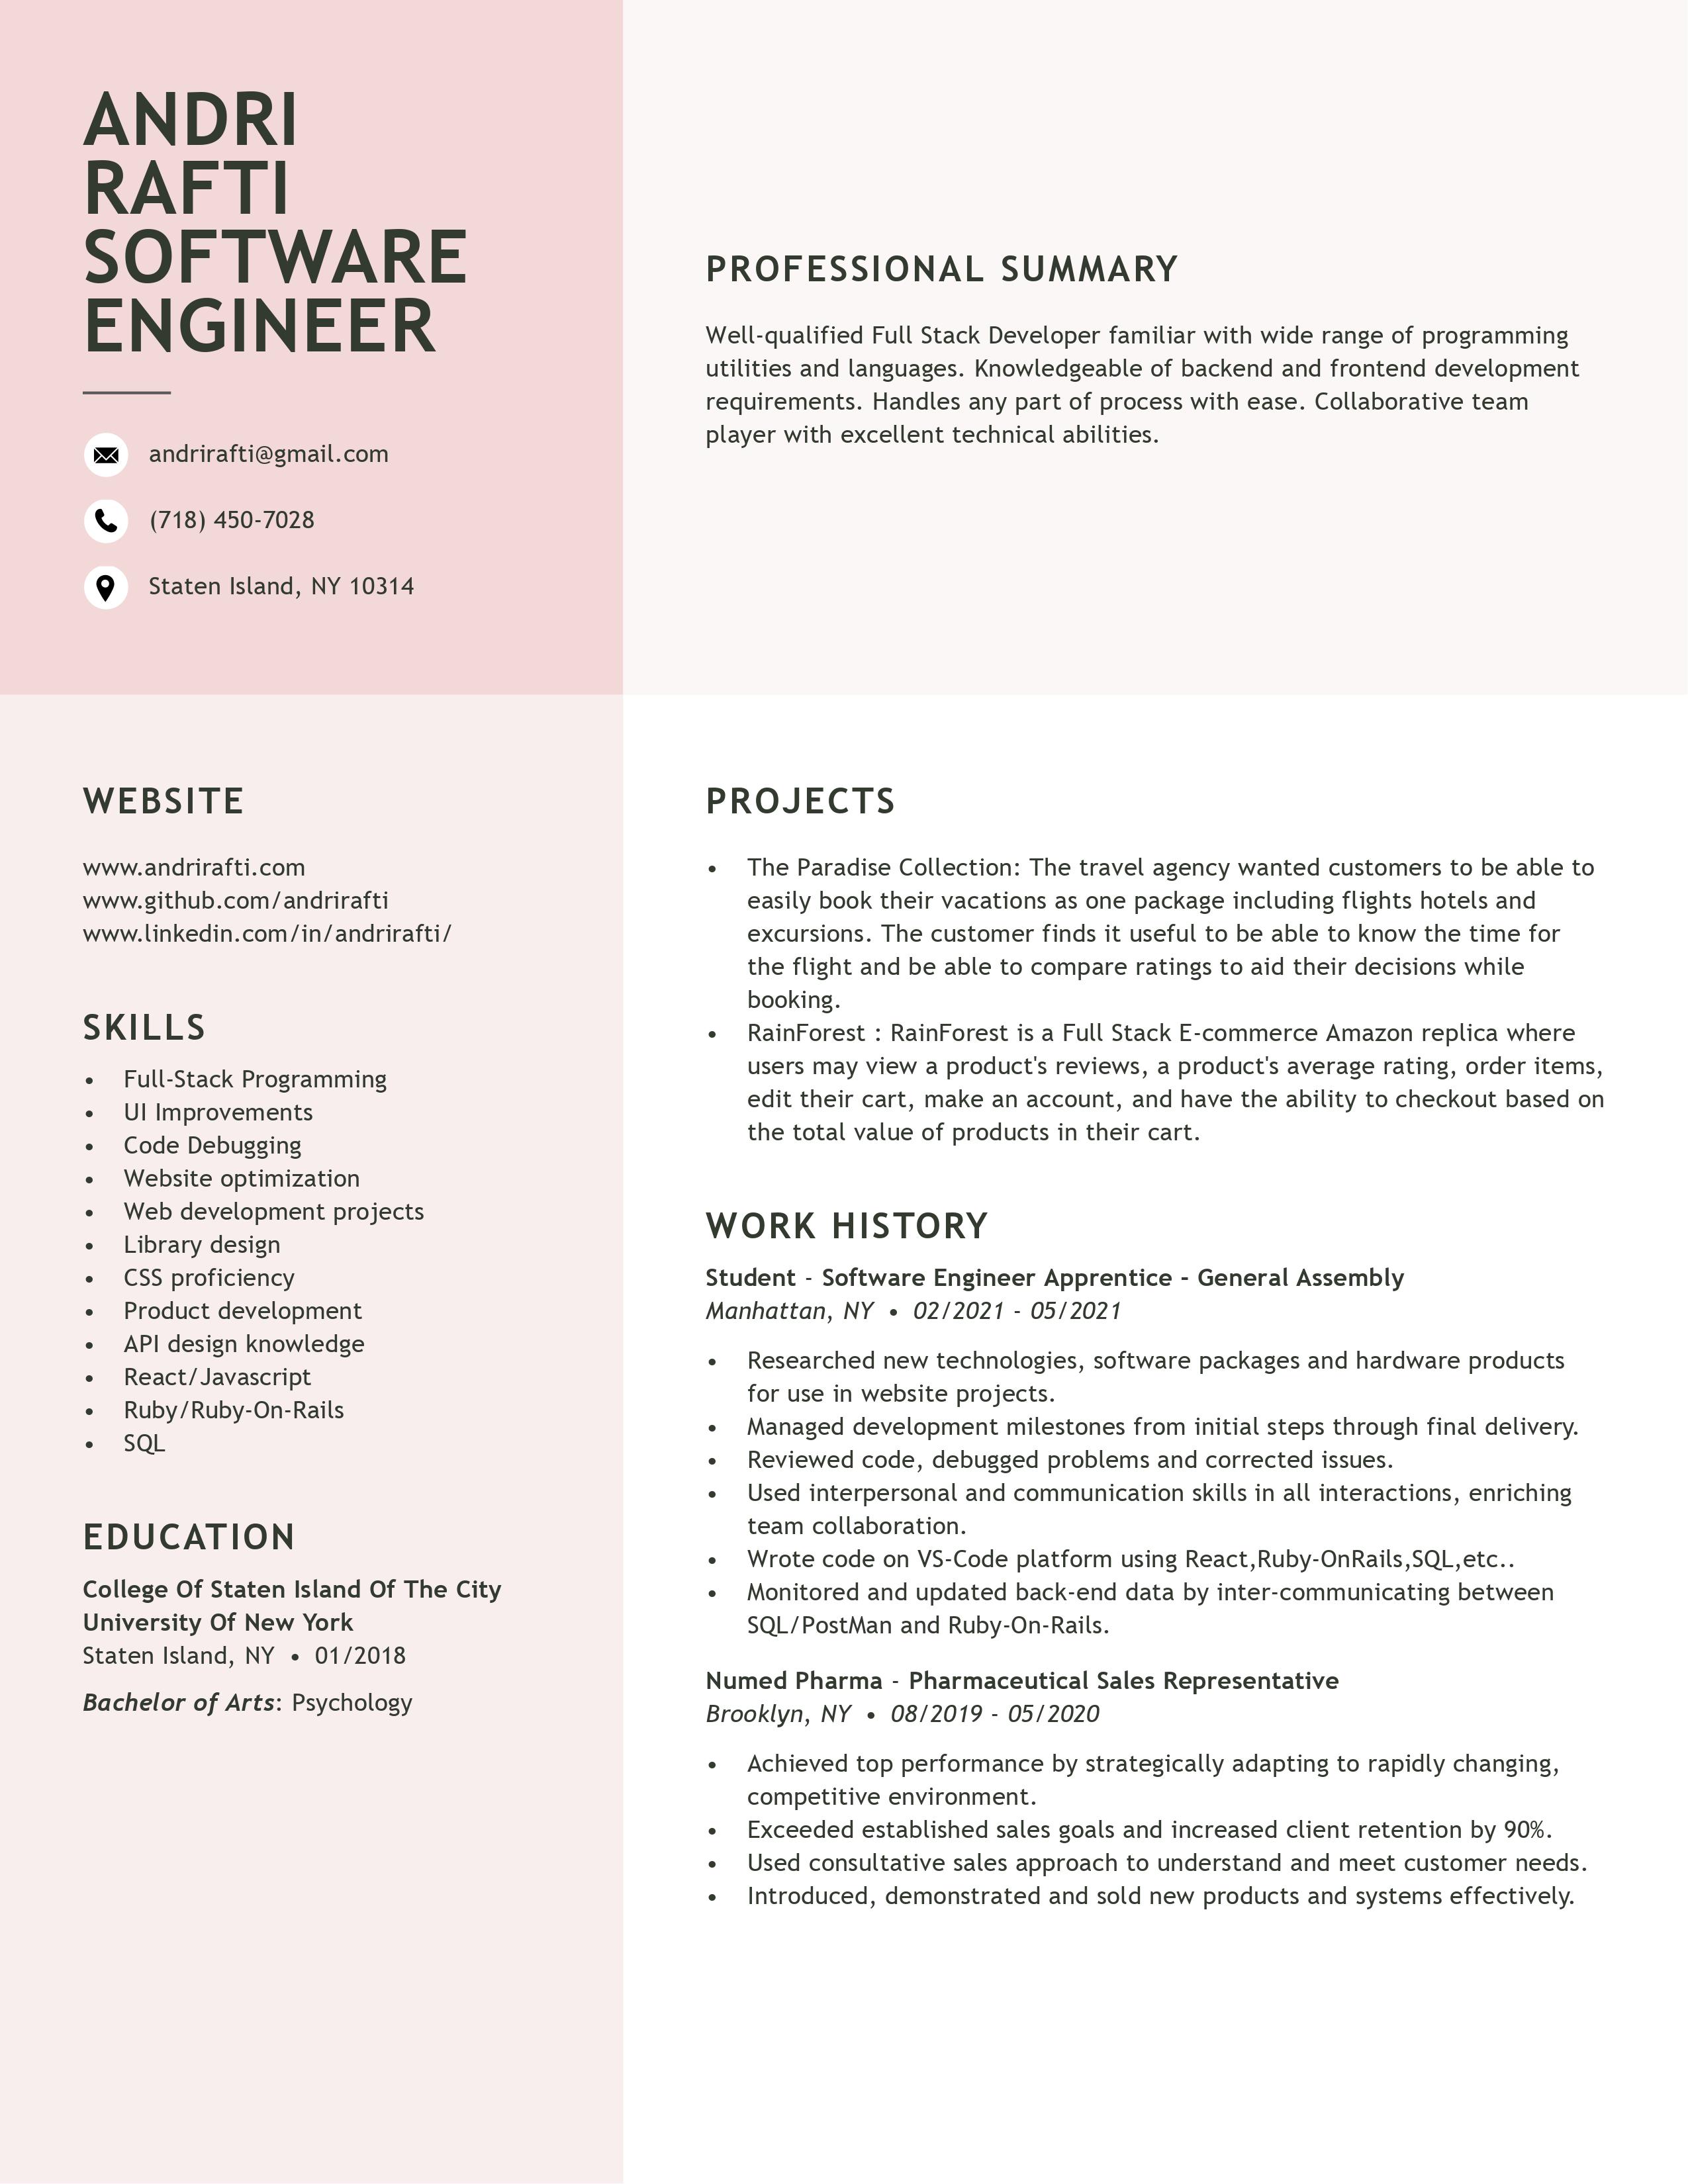 ANDRI
RAFTI
SOFTWARE
ENGINEER
andrirafti@gmail.com
(718) 450-7028
Staten Island, NY 10314
PROFESSIONAL SUMMARY
Well-qualified Full Stack Developer familiar with wide range of programming
utilities and languages. Knowledgeable of backend and frontend development
requirements. Handles any part of process with ease. Collaborative team
player with excellent technical abilities.
WEBSITE
www.andrirafti.com
www.github.com/andrirafti
www.linkedin.com/in/andrirafti/
SKILLS
• Full-Stack Programming
• UI Improvements
• Code Debugging
• Website optimization
• Web development projects
• Library design
• CSS proficiency
• Product development
• API design knowledge
• React/Javascript
• Ruby/Ruby-On-Rails
• SQL
EDUCATION
College Of Staten Island Of The City
University Of New York
Staten Island, NY • 01/2018
Bachelor of Arts: Psychology
PROJECTS
• The Paradise Collection: The travel agency wanted customers to be able to
easily book their vacations as one package including flights hotels and
excursions. The customer finds it useful to be able to know the time for
the flight and be able to compare ratings to aid their decisions while
booking.
• RainForest : RainForest is a Full Stack E-commerce Amazon replica where
users may view a product's reviews, a product's average rating, order items,
edit their cart, make an account, and have the ability to checkout based on
the total value of products in their cart.
WORK HISTORY
Student - Software Engineer Apprentice - General Assembly
Manhattan, NY • 02/2021 - 05/2021
• Researched new technologies, software packages and hardware products
for use in website projects.
• Managed development milestones from initial steps through final delivery.
• Reviewed code, debugged problems and corrected issues.
• Used interpersonal and communication skills in all interactions, enriching
team collaboration.
• Wrote code on VS-Code platform using React,Ruby-OnRails,SQL,etc..
• Monitored and updated back-end data by inter-communicating between
SQL/PostMan and Ruby-On-Rails.
Numed Pharma - Pharmaceutical Sales Representative
Brooklyn, NY • 08/2019 - 05/2020
• Achieved top performance by strategically adapting to rapidly changing,
competitive environment.
• Exceeded established sales goals and increased client retention by 90%.
• Used consultative sales approach to understand and meet customer needs.
• Introduced, demonstrated and sold new products and systems effectively.